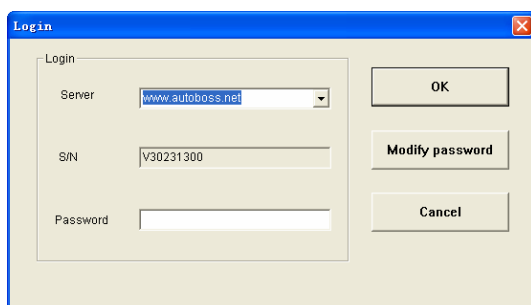 Login
Login
Server www.autoboss.net
OK
S/N V30231300
Modify password
Password
Cancel